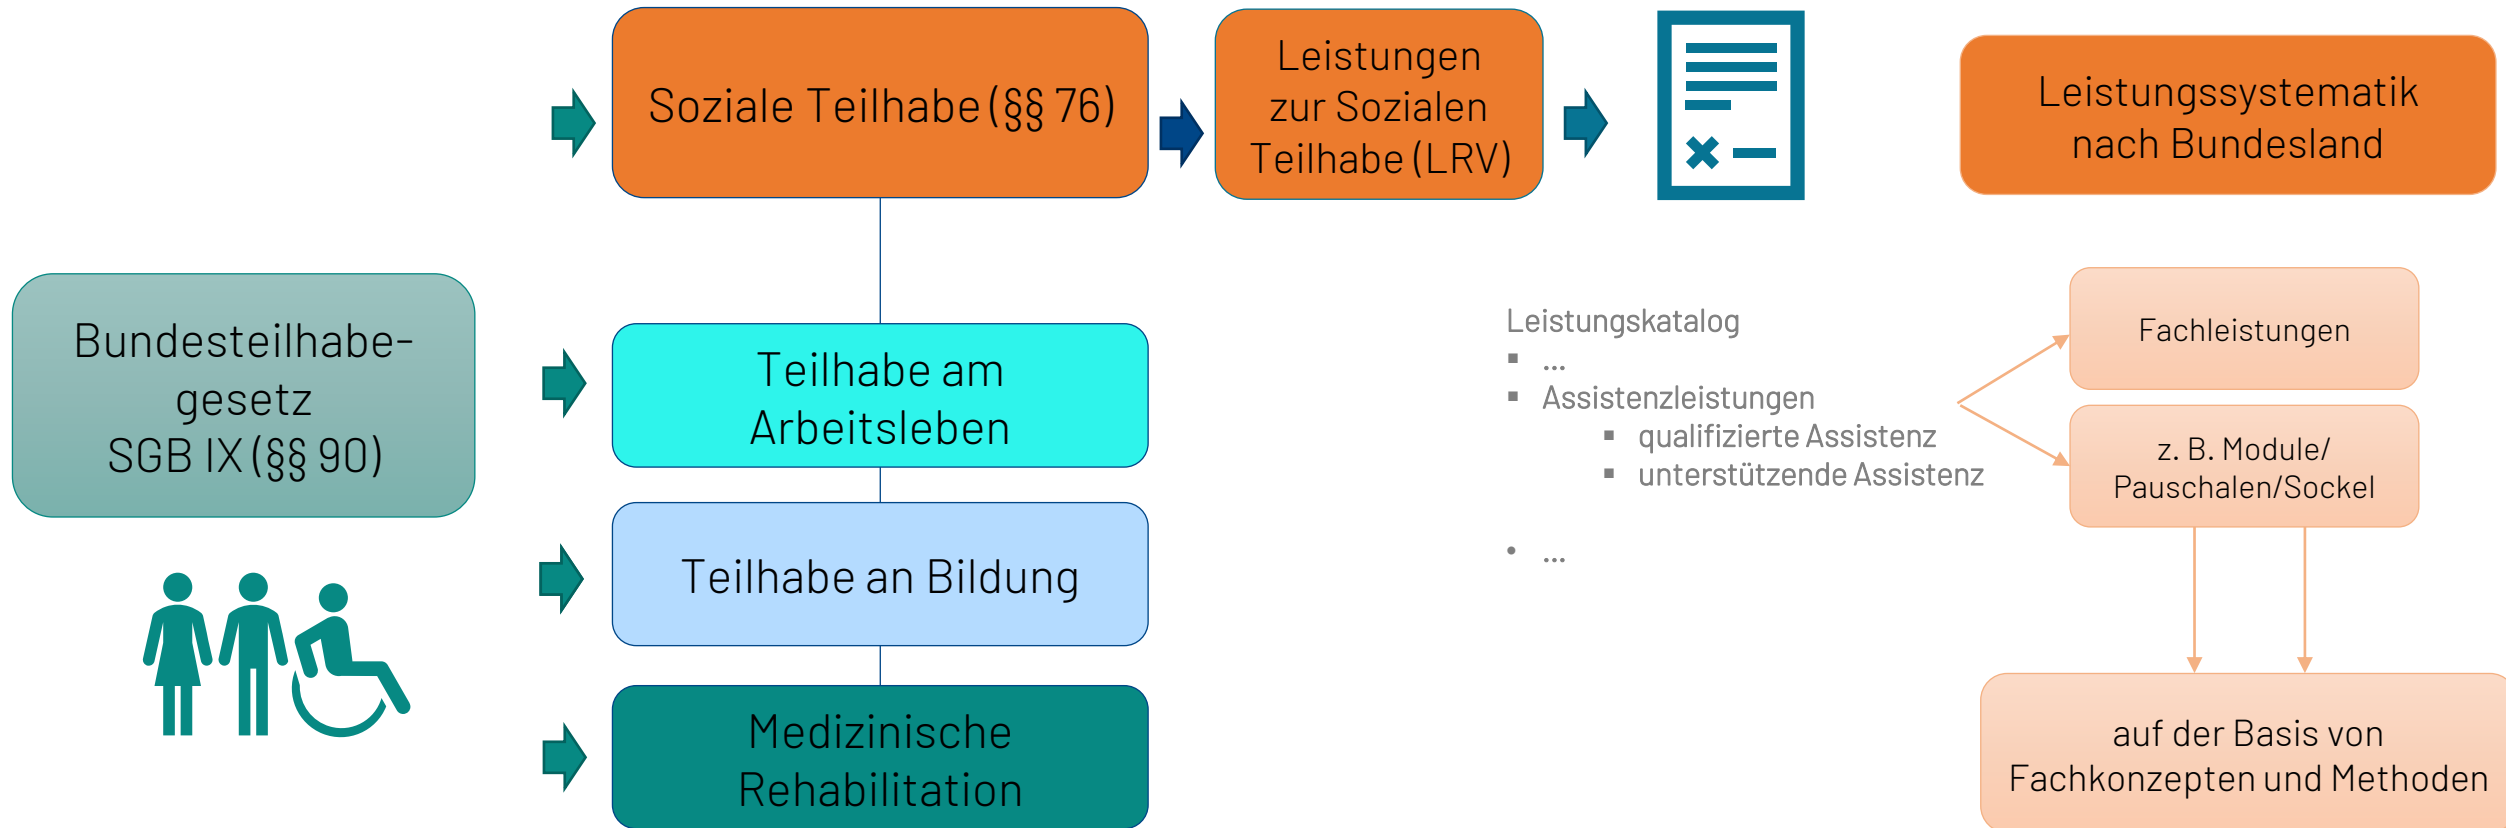 Soziale Teilhabe (§§ 76)
Leistungen
zur Sozialen
Teilhabe (LRV)
Leistungssystematik
nach Bundesland
Bundesteilhabe-
gesetz
SGB IX (§§ 90)
Teilhabe am
Arbeitsleben
Teilhabe an Bildung
Medizinische
Rehabilitation
Leistungskatalog
▪ ...
▪ Assistenzleistungen
▪ qualifizierte Assistenz
▪ unterstützende Assistenz
• ...
Fachleistungen
z. B. Module/
Pauschalen/Sockel
auf der Basis von
Fachkonzepten und Methoden